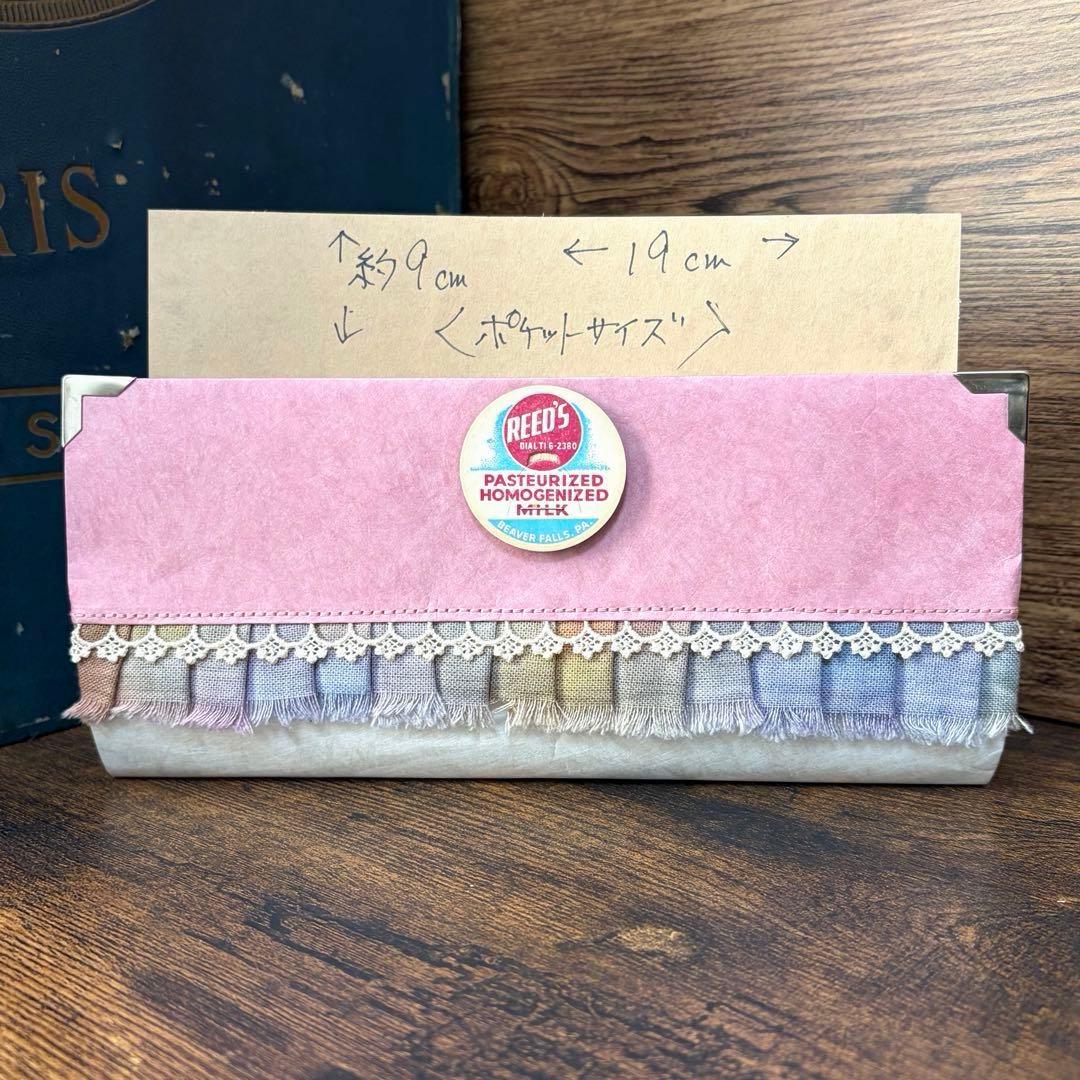 RIS
S
↑約9cm ← 19cm →
↓ 〈ポケットサイズ〉
REED'S
DIAL TI 6-2380
PASTEURIZED
HOMOGENIZED
MILK
BEAVER FALLS, PA.